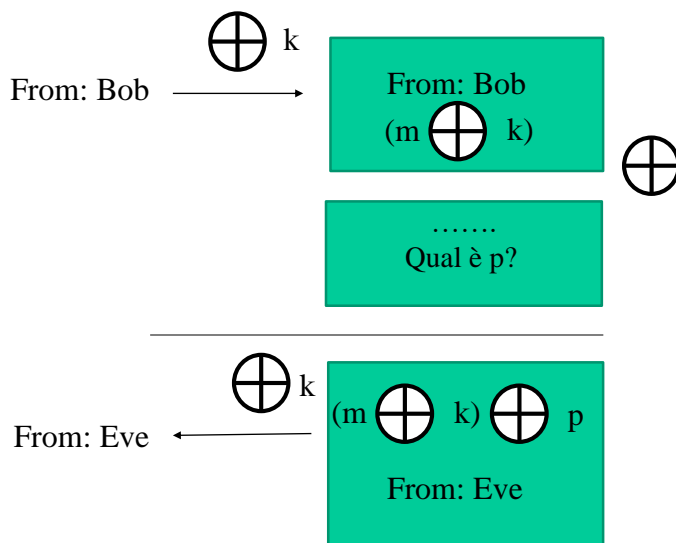 ⊕ k
From: Bob
From: Bob
(m ⊕ k)
⊕
.......
Qual è p?
⊕ k
(m ⊕ k) ⊕ p
From: Eve
From: Eve